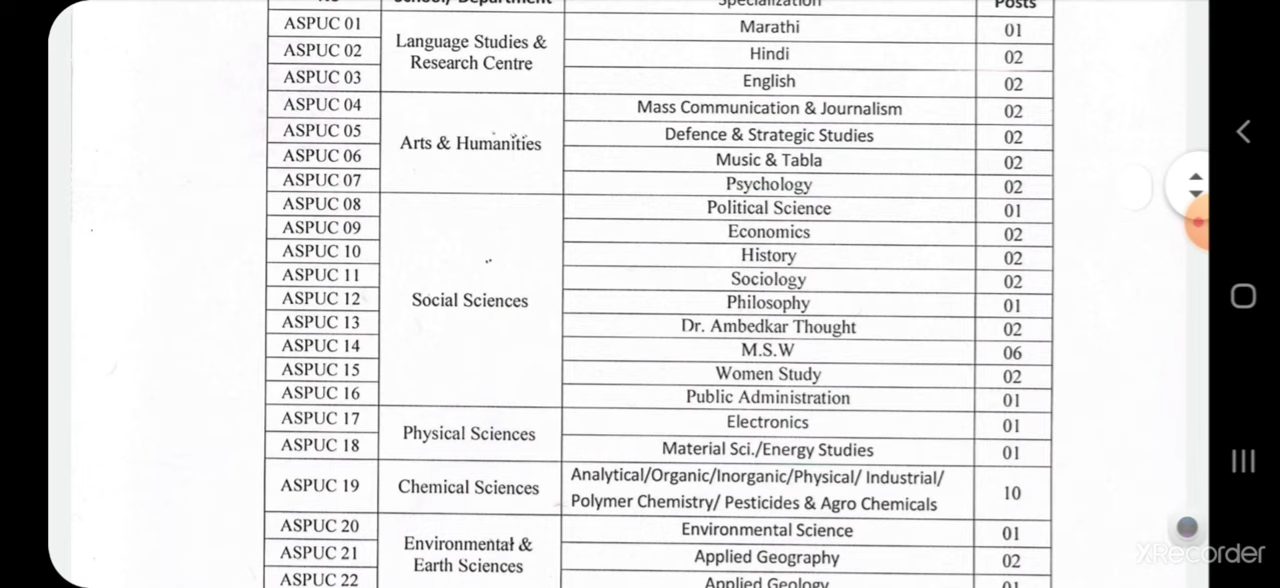 School/ Department Specialization Posts
ASPUC 01 Language Studies & Research Centre Marathi 01
ASPUC 02 Hindi 02
ASPUC 03 English 02
ASPUC 04 Arts & Humanities Mass Communication & Journalism 02
ASPUC 05 Defence & Strategic Studies 02
ASPUC 06 Music & Tabla 02
ASPUC 07 Psychology 02
ASPUC 08 Social Sciences Political Science 01
ASPUC 09 Economics 02
ASPUC 10 History 02
ASPUC 11 Sociology 02
ASPUC 12 Philosophy 01
ASPUC 13 Dr. Ambedkar Thought 02
ASPUC 14 M.S.W 06
ASPUC 15 Women Study 02
ASPUC 16 Public Administration 01
ASPUC 17 Physical Sciences Electronics 01
ASPUC 18 Material Sci./Energy Studies 01
ASPUC 19 Chemical Sciences Analytical/Organic/Inorganic/Physical/ Industrial/
Polymer Chemistry/ Pesticides & Agro Chemicals 10
ASPUC 20 Environmental & Earth Sciences Environmental Science 01
ASPUC 21 Applied Geography 02
ASPUC 22 Applied Geology 01
XRecorder